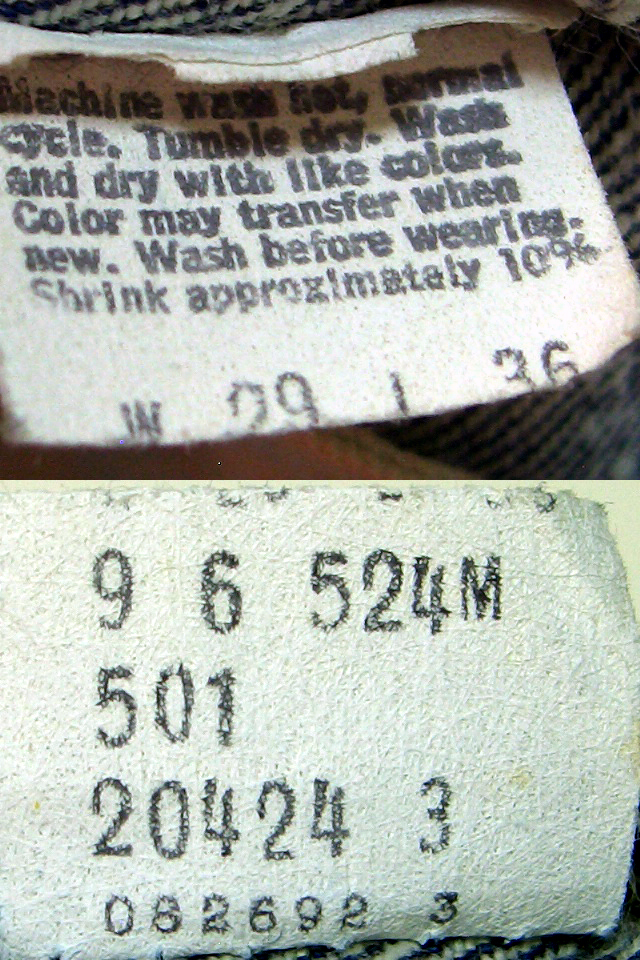 Machine wash hot, normal
cycle. Tumble dry. Wash
and dry with like colors.
Color may transfer when
new. Wash before wearing.
Shrink approximately 10%
W 29 L 36
9 6 524M
501
20424 3
082692 3